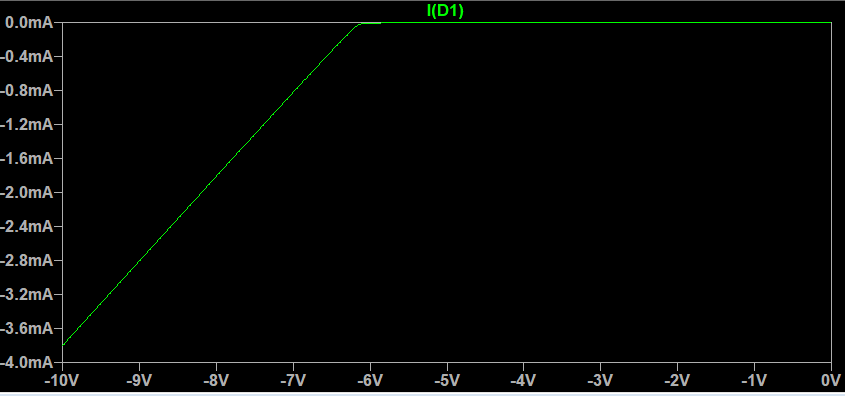 I(D1)
0.0mA
-0.4mA
-0.8mA
-1.2mA
-1.6mA
-2.0mA
-2.4mA
-2.8mA
-3.2mA
-3.6mA
-4.0mA
-10V -9V -8V -7V -6V -5V -4V -3V -2V -1V 0V